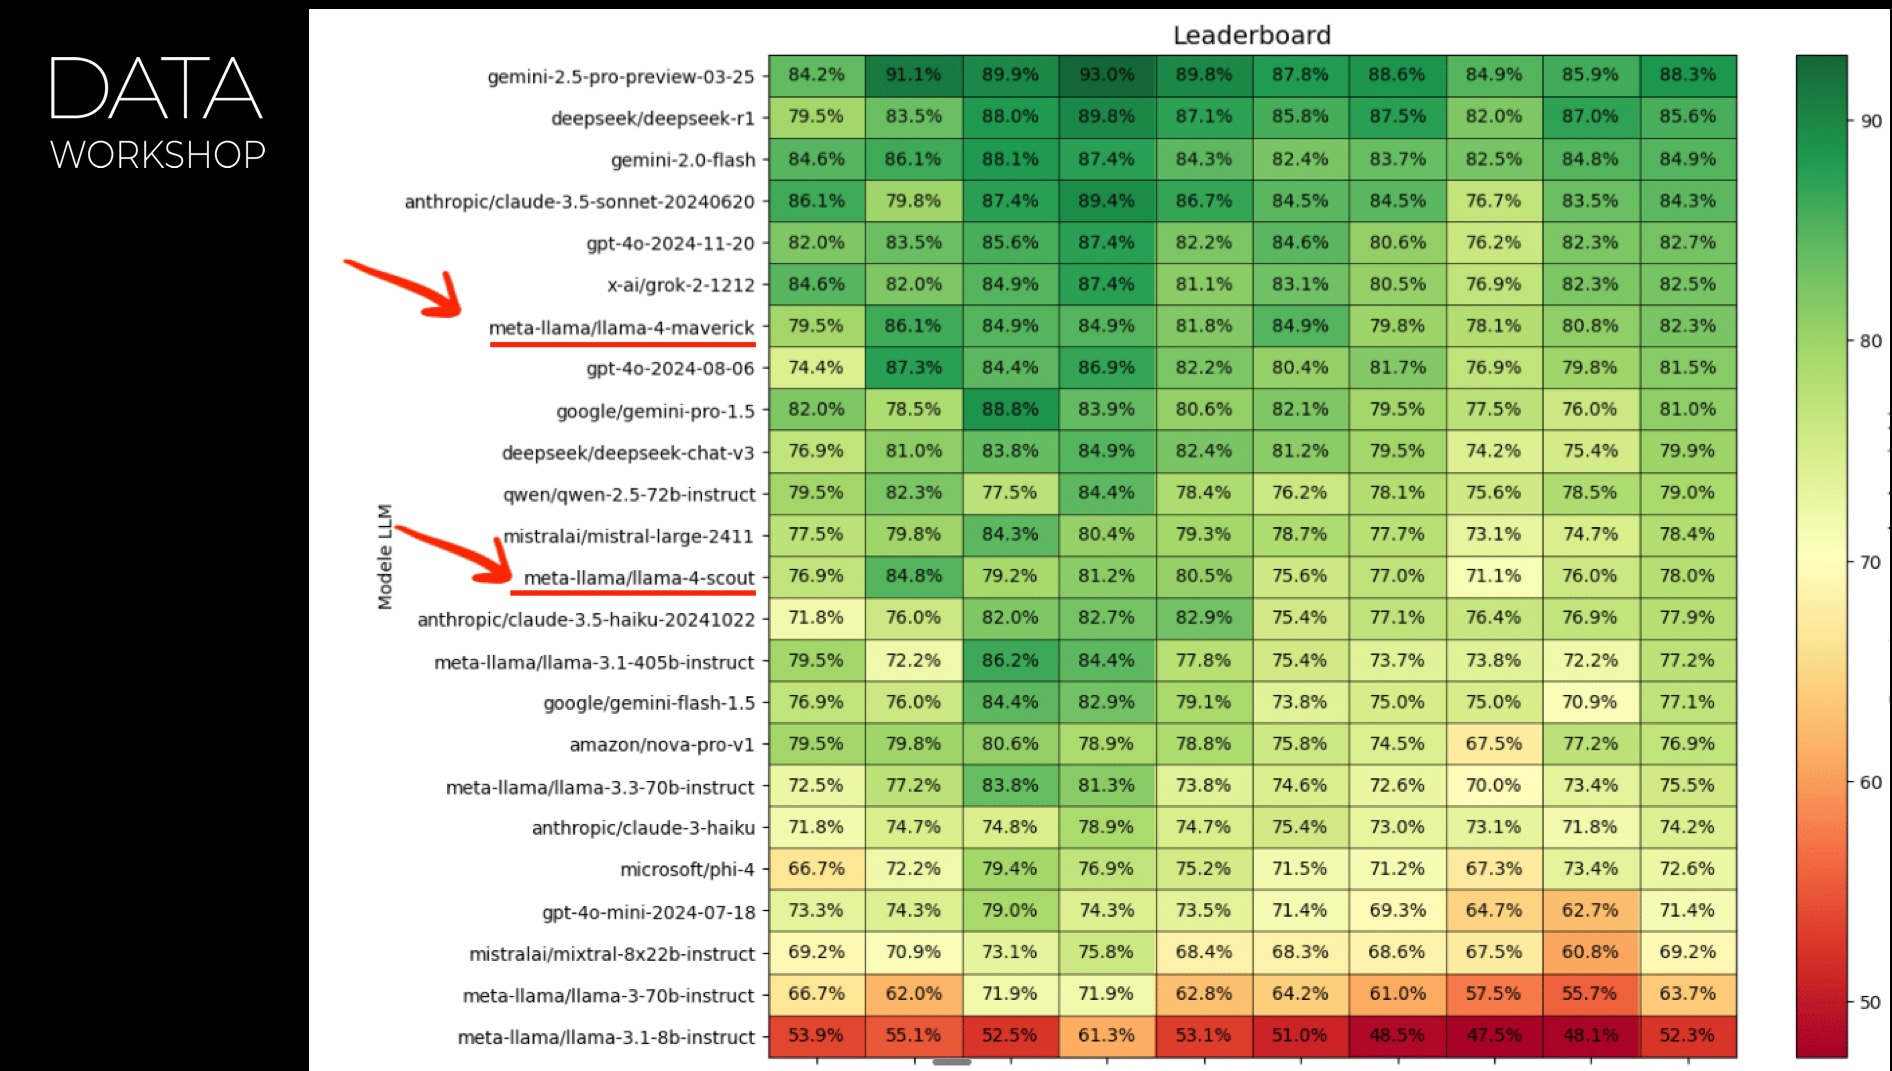 DATA
WORKSHOP
Leaderboard
gemini-2.5-pro-preview-03-25 84.2% 91.1% 89.9% 93.0% 89.8% 87.8% 88.6% 84.9% 85.9% 88.3%
deepseek/deepseek-r1 79.5% 83.5% 88.0% 89.8% 87.1% 85.8% 87.5% 82.0% 87.0% 85.6%
gemini-2.0-flash 84.6% 86.1% 88.1% 87.4% 84.3% 82.4% 83.7% 82.5% 84.8% 84.9%
anthropic/claude-3.5-sonnet-20240620 86.1% 79.8% 87.4% 89.4% 86.7% 84.5% 84.5% 76.7% 83.5% 84.3%
gpt-4o-2024-11-20 82.0% 83.5% 85.6% 87.4% 82.2% 84.6% 80.6% 76.2% 82.3% 82.7%
x-ai/grok-2-1212 84.6% 82.0% 84.9% 87.4% 81.1% 83.1% 80.5% 76.9% 82.3% 82.5%
meta-llama/llama-4-maverick 79.5% 86.1% 84.9% 84.9% 81.8% 84.9% 79.8% 78.1% 80.8% 82.3%
gpt-4o-2024-08-06 74.4% 87.3% 84.4% 86.9% 82.2% 80.4% 81.7% 76.9% 79.8% 81.5%
google/gemini-pro-1.5 82.0% 78.5% 88.8% 83.9% 80.6% 82.1% 79.5% 77.5% 76.0% 81.0%
deepseek/deepseek-chat-v3 76.9% 81.0% 83.8% 84.9% 82.4% 81.2% 79.5% 74.2% 75.4% 79.9%
qwen/qwen-2.5-72b-instruct 79.5% 82.3% 77.5% 84.4% 78.4% 76.2% 78.1% 75.6% 78.5% 79.0%
mistralai/mistral-large-2411 77.5% 79.8% 84.3% 80.4% 79.3% 78.7% 77.7% 73.1% 74.7% 78.4%
meta-llama/llama-4-scout 76.9% 84.8% 79.2% 81.2% 80.5% 75.6% 77.0% 71.1% 76.0% 78.0%
anthropic/claude-3.5-haiku-20241022 71.8% 76.0% 82.0% 82.7% 82.9% 75.4% 77.1% 76.4% 76.9% 77.9%
meta-llama/llama-3.1-405b-instruct 79.5% 72.2% 86.2% 84.4% 77.8% 75.4% 73.7% 73.8% 72.2% 77.2%
google/gemini-flash-1.5 76.9% 76.0% 84.4% 82.9% 79.1% 73.8% 75.0% 75.0% 70.9% 77.1%
amazon/nova-pro-v1 79.5% 79.8% 80.6% 78.9% 78.8% 75.8% 74.5% 67.5% 77.2% 76.9%
meta-llama/llama-3.3-70b-instruct 72.5% 77.2% 83.8% 81.3% 73.8% 74.6% 72.6% 70.0% 73.4% 75.5%
anthropic/claude-3-haiku 71.8% 74.7% 74.8% 78.9% 74.7% 75.4% 73.0% 73.1% 71.8% 74.2%
microsoft/phi-4 66.7% 72.2% 79.4% 76.9% 75.2% 71.5% 71.2% 67.3% 73.4% 72.6%
gpt-4o-mini-2024-07-18 73.3% 74.3% 79.0% 74.3% 73.5% 71.4% 69.3% 64.7% 62.7% 71.4%
mistralai/mixtral-8x22b-instruct 69.2% 70.9% 73.1% 75.8% 68.4% 68.3% 68.6% 67.5% 60.8% 69.2%
meta-llama/llama-3-70b-instruct 66.7% 62.0% 71.9% 71.9% 62.8% 64.2% 61.0% 57.5% 55.7% 63.7%
meta-llama/llama-3.1-8b-instruct 53.9% 55.1% 52.5% 61.3% 53.1% 51.0% 48.5% 47.5% 48.1% 52.3%
Modele LLM
90
80
70
60
50